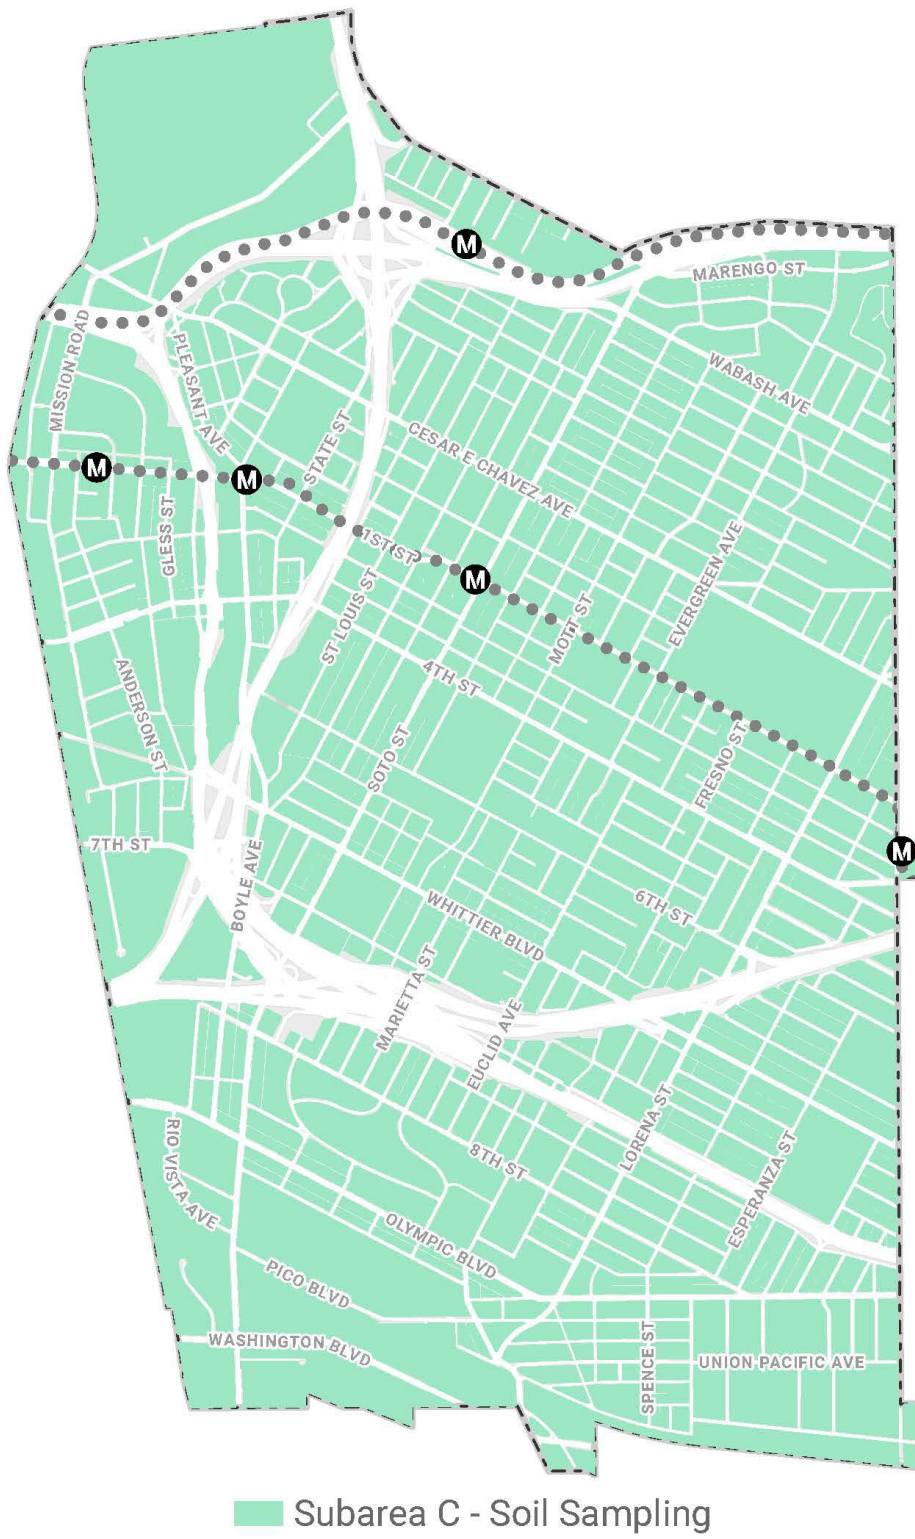 M
MARENGO ST
MISSION ROAD
PLEASANT AVE
WABASH AVE
STATE ST
CESAR E CHAVEZ AVE
M
M
GLESS ST
1ST ST
M
EVERGREEN AVE
ST LOUIS ST
MOTT ST
4TH ST
ANDERSON ST
SOTO ST
FRESNO ST
7TH ST
M
BOYLE AVE
WHITTIER BLVD
6TH ST
MARIETTA ST
EUCLID AVE
LORENA ST
RIO VISTA AVE
8TH ST
ESPERANZA ST
OLYMPIC BLVD
PICO BLVD
WASHINGTON BLVD
SPENCE ST
UNION PACIFIC AVE
Subarea C - Soil Sampling